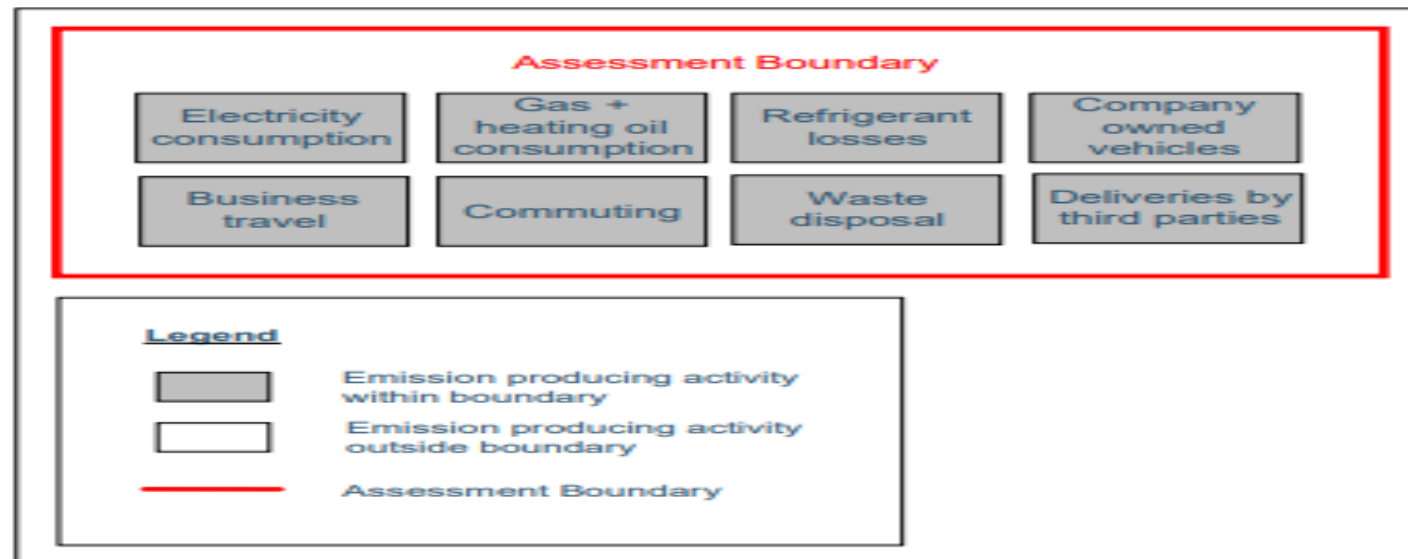 Assessment Boundary
Electricity
consumption
Gas +
heating oil
consumption
Refrigerant
losses
Company
owned
vehicles
Business
travel
Commuting
Waste
disposal
Deliveries by
third parties
Legend
Emission producing activity
within boundary
Emission producing activity
outside boundary
Assessment Boundary